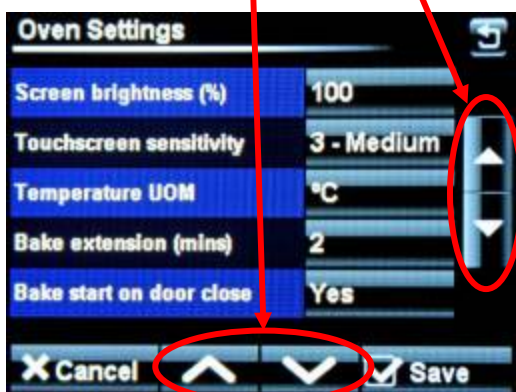 Oven Settings
Screen brightness (%) 100
Touchscreen sensitivity 3 - Medium
Temperature UOM °C
Bake extension (mins) 2
Bake start on door close Yes
Cancel Save